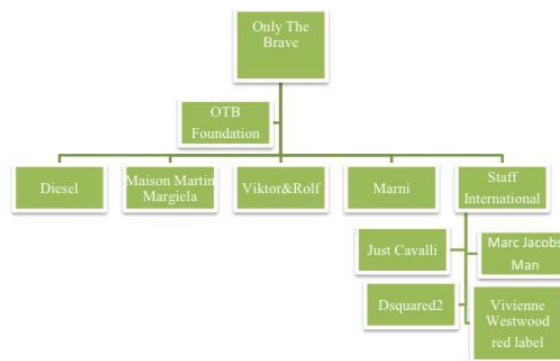 Only The
Brave
OTB
Foundation
Diesel
Maison Martin
Margiela
Viktor&Rolf
Marni
Staff
International
Just Cavalli
Marc Jacobs
Man
Dsquared2
Vivienne
Westwood
red label